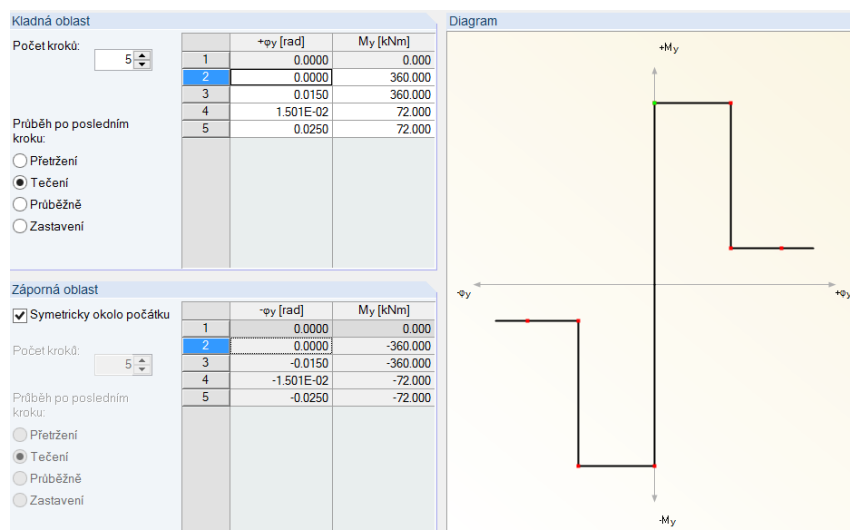 Kladná oblast
Počet kroků:
5
+φy [rad] My [kNm]
1 0.0000 0.000
2 0.0000 360.000
3 0.0150 360.000
4 1.501E-02 72.000
5 0.0250 72.000
Průběh po posledním
kroku:
Přetržení
Tečení
Průběžně
Zastavení
Záporná oblast
Symetricky okolo počátku
Počet kroků:
5
-φy [rad] My [kNm]
1 0.0000 0.000
2 0.0000 -360.000
3 -0.0150 -360.000
4 -1.501E-02 -72.000
5 -0.0250 -72.000
Průběh po posledním
kroku:
Přetržení
Tečení
Průběžně
Zastavení
Diagram
+My
-φy
+φy
-My